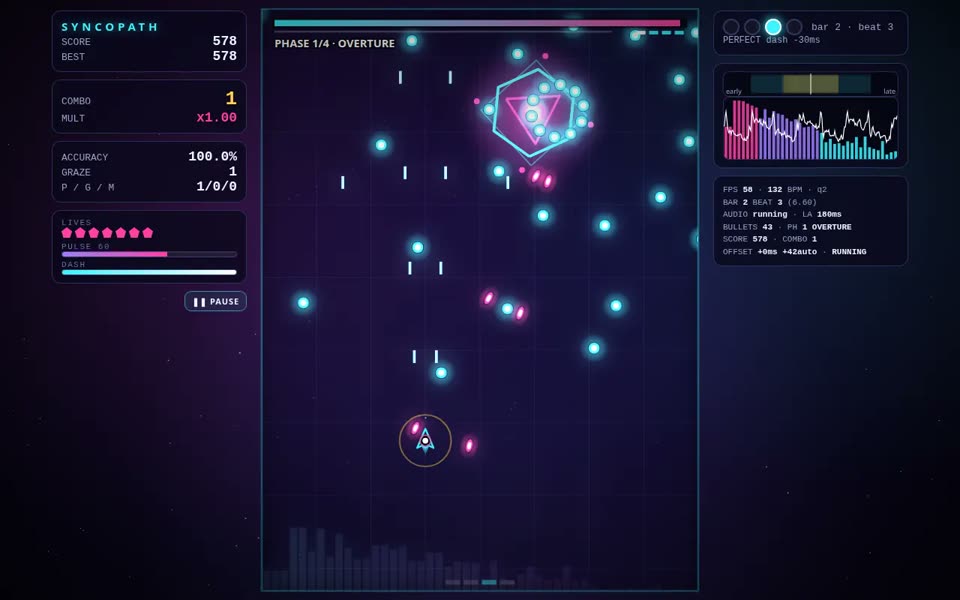 SYNCOPATH
SCORE 578
BEST 578
COMBO 1
MULT x1.00
ACCURACY 100.0%
GRAZE 1
P / G / M 1/0/0
LIVES
PULSE 60
DASH
❚❚ PAUSE
PHASE 1/4 · OVERTURE
bar 2 · beat 3
PERFECT dash -30ms
early late
FPS 58 · 132 BPM · q2
BAR 2 BEAT 3 (6.60)
AUDIO running · LA 180ms
BULLETS 43 · PH 1 OVERTURE
SCORE 578 · COMBO 1
OFFSET +0ms +42auto · RUNNING